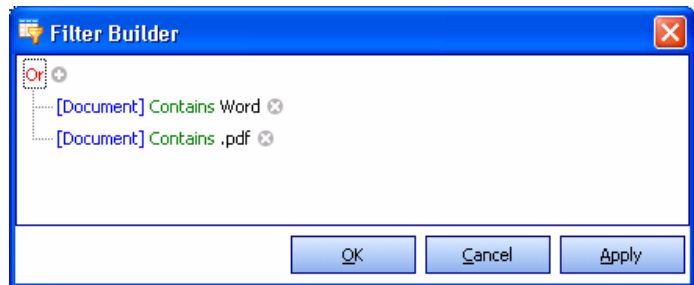 Filter Builder
Or
[Document] Contains Word
[Document] Contains .pdf
OK Cancel Apply